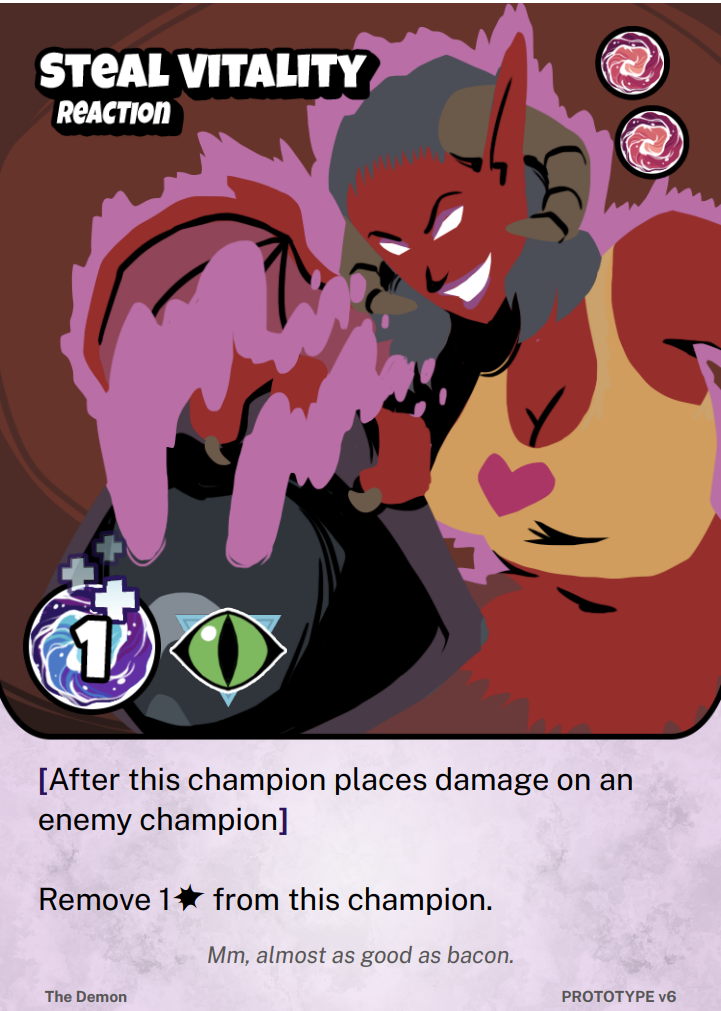 STEAL VITALITY
REACTION
1
[After this champion places damage on an
enemy champion]
Remove 1 from this champion.
Mm, almost as good as bacon.
The Demon
PROTOTYPE v6